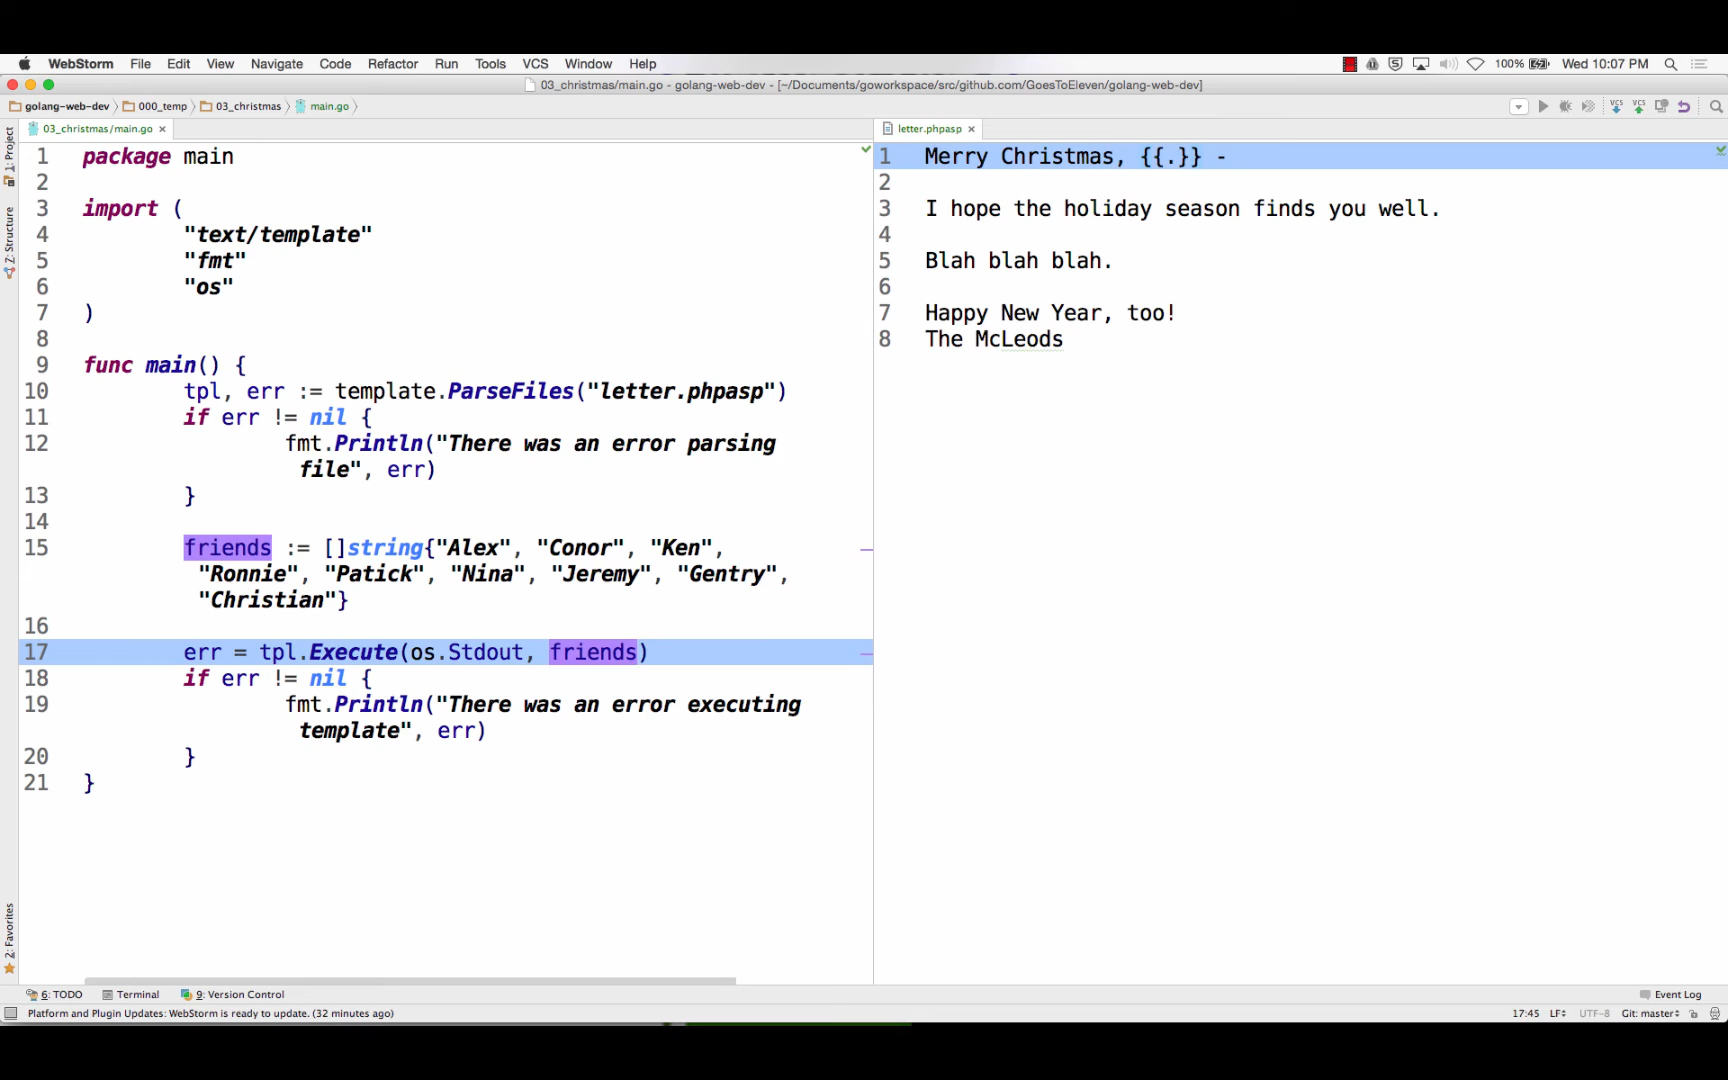 WebStorm File Edit View Navigate Code Refactor Run Tools VCS Window Help 100% Wed 10:07 PM
03_christmas/main.go - golang-web-dev - [~/Documents/goworkspace/src/github.com/GoesToEleven/golang-web-dev]
golang-web-dev 000_temp 03_christmas main.go VCS VCS
1: Project
Z: Structure
2: Favorites
03_christmas/main.go
1 package main
2
3 import (
4 "text/template"
5 "fmt"
6 "os"
7 )
8
9 func main() {
10 tpl, err := template.ParseFiles("letter.phpasp")
11 if err != nil {
12 fmt.Println("There was an error parsing
file", err)
13 }
14
15 friends := []string{"Alex", "Conor", "Ken",
"Ronnie", "Patick", "Nina", "Jeremy", "Gentry",
"Christian"}
16
17 err = tpl.Execute(os.Stdout, friends)
18 if err != nil {
19 fmt.Println("There was an error executing
template", err)
20 }
21 }
letter.phpasp
1 Merry Christmas, {{.}} -
2
3 I hope the holiday season finds you well.
4
5 Blah blah blah.
6
7 Happy New Year, too!
8 The McLeods
6: TODO Terminal 9: Version Control Event Log
Platform and Plugin Updates: WebStorm is ready to update. (32 minutes ago) 17:45 LF UTF-8 Git: master